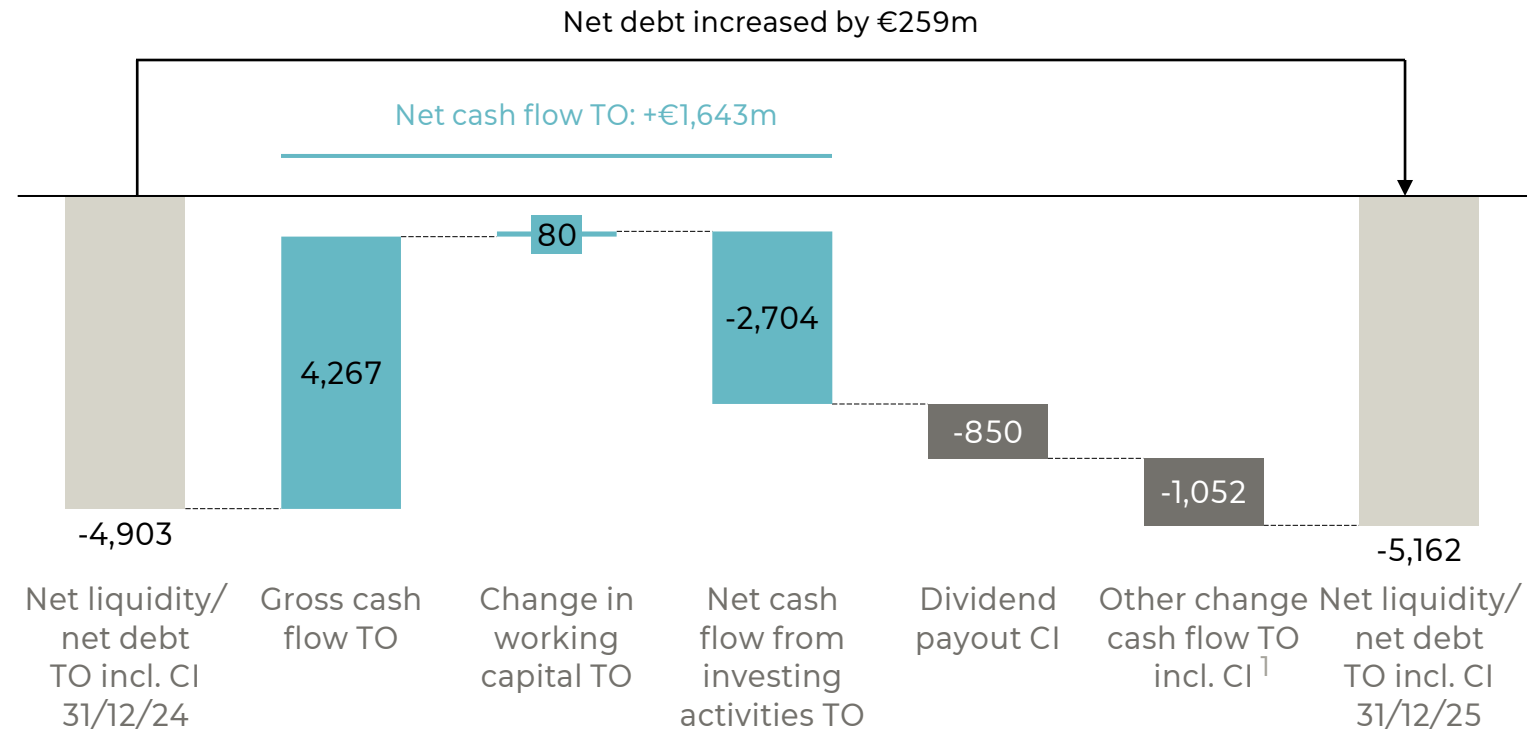 Net debt increased by €259m
Net cash flow TO: +€1,643m
80
-2,704
4,267
-850
-1,052
-4,903
-5,162
Net liquidity/
net debt
TO incl. CI
31/12/24
Gross cash
flow TO
Change in
working
capital TO
Net cash
flow from
investing
activities TO
Dividend
payout CI
Other change
cash flow TO
incl. CI 1
Net liquidity/
net debt
TO incl. CI
31/12/25